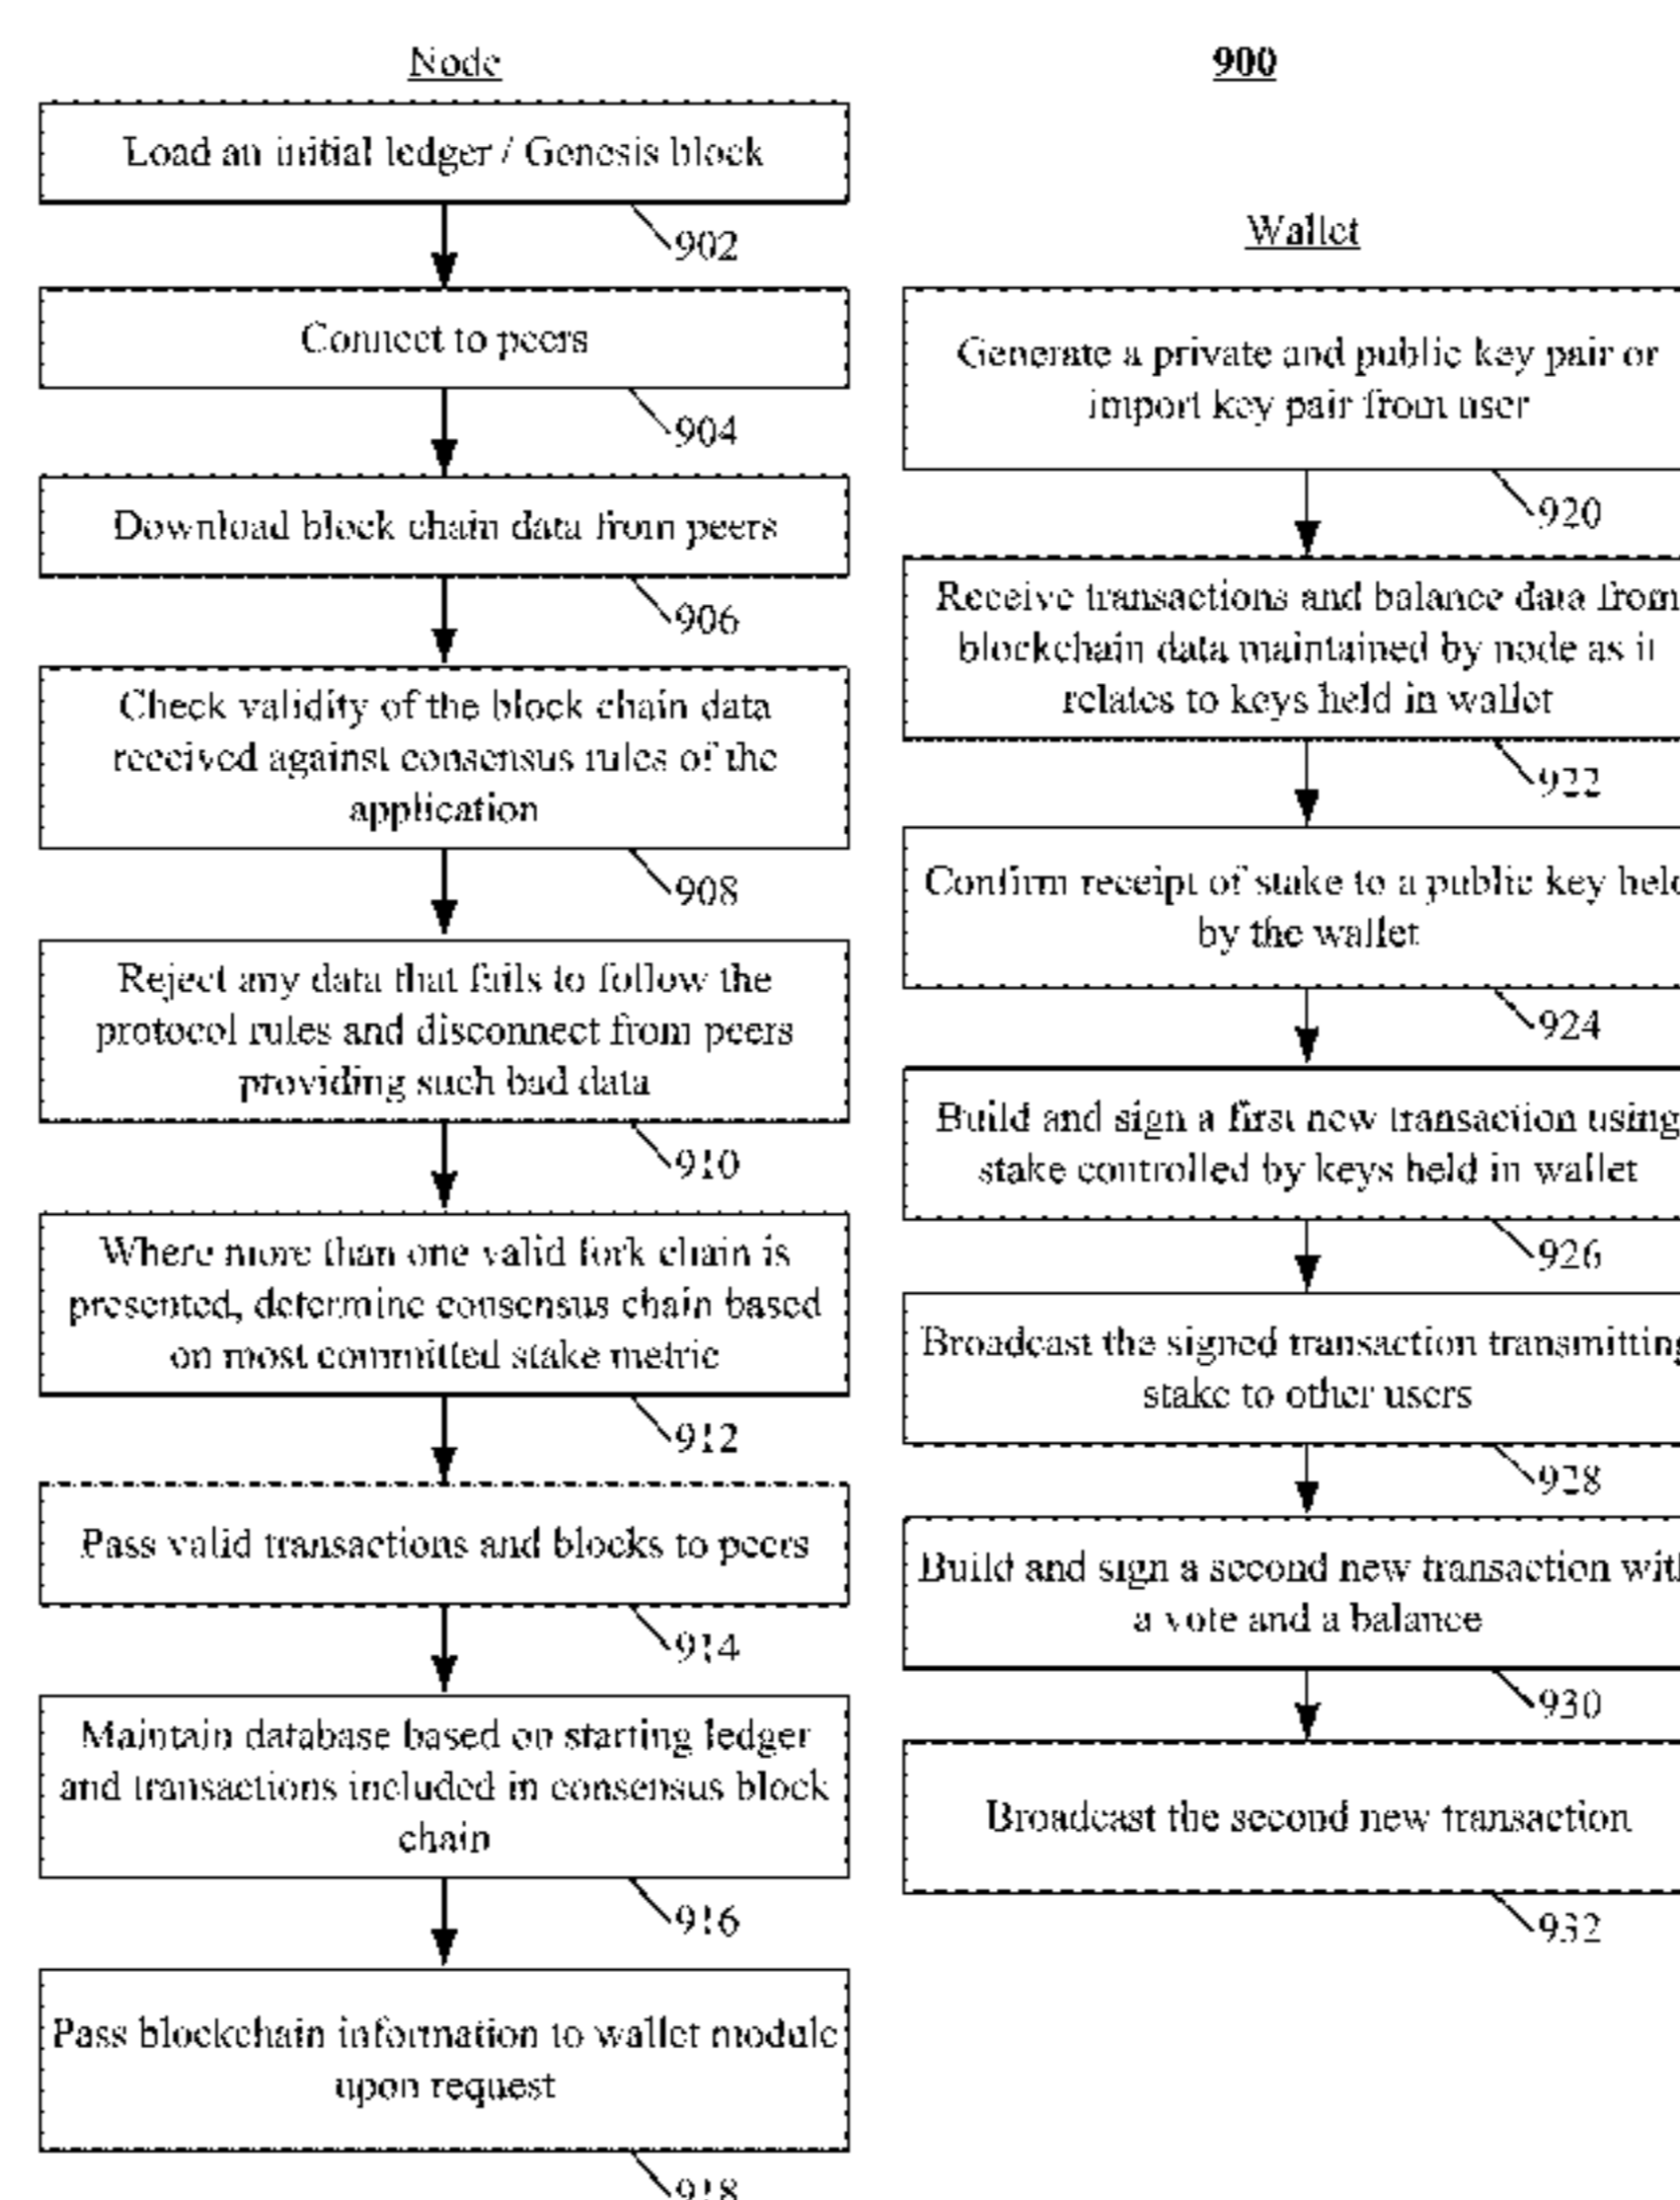 Node
Load an initial ledger / Genesis block
902
Connect to peers
904
Download block chain data from peers
906
Check validity of the block chain data
received against consensus rules of the
application
908
Reject any data that fails to follow the
protocol rules and disconnect from peers
providing such bad data
910
Where more than one valid fork chain is
presented, determine consensus chain based
on most committed stake metric
912
Pass valid transactions and blocks to peers
914
Maintain database based on starting ledger
and transactions included in consensus block
chain
916
Pass blockchain information to wallet module
upon request
918
900
Wallet
Generate a private and public key pair or
import key pair from user
920
Receive transactions and balance data from
blockchain data maintained by node as it
relates to keys held in wallet
922
Confirm receipt of stake to a public key held
by the wallet
924
Build and sign a first new transaction using
stake controlled by keys held in wallet
926
Broadcast the signed transaction transmitting
stake to other users
928
Build and sign a second new transaction with
a vote and a balance
930
Broadcast the second new transaction
932